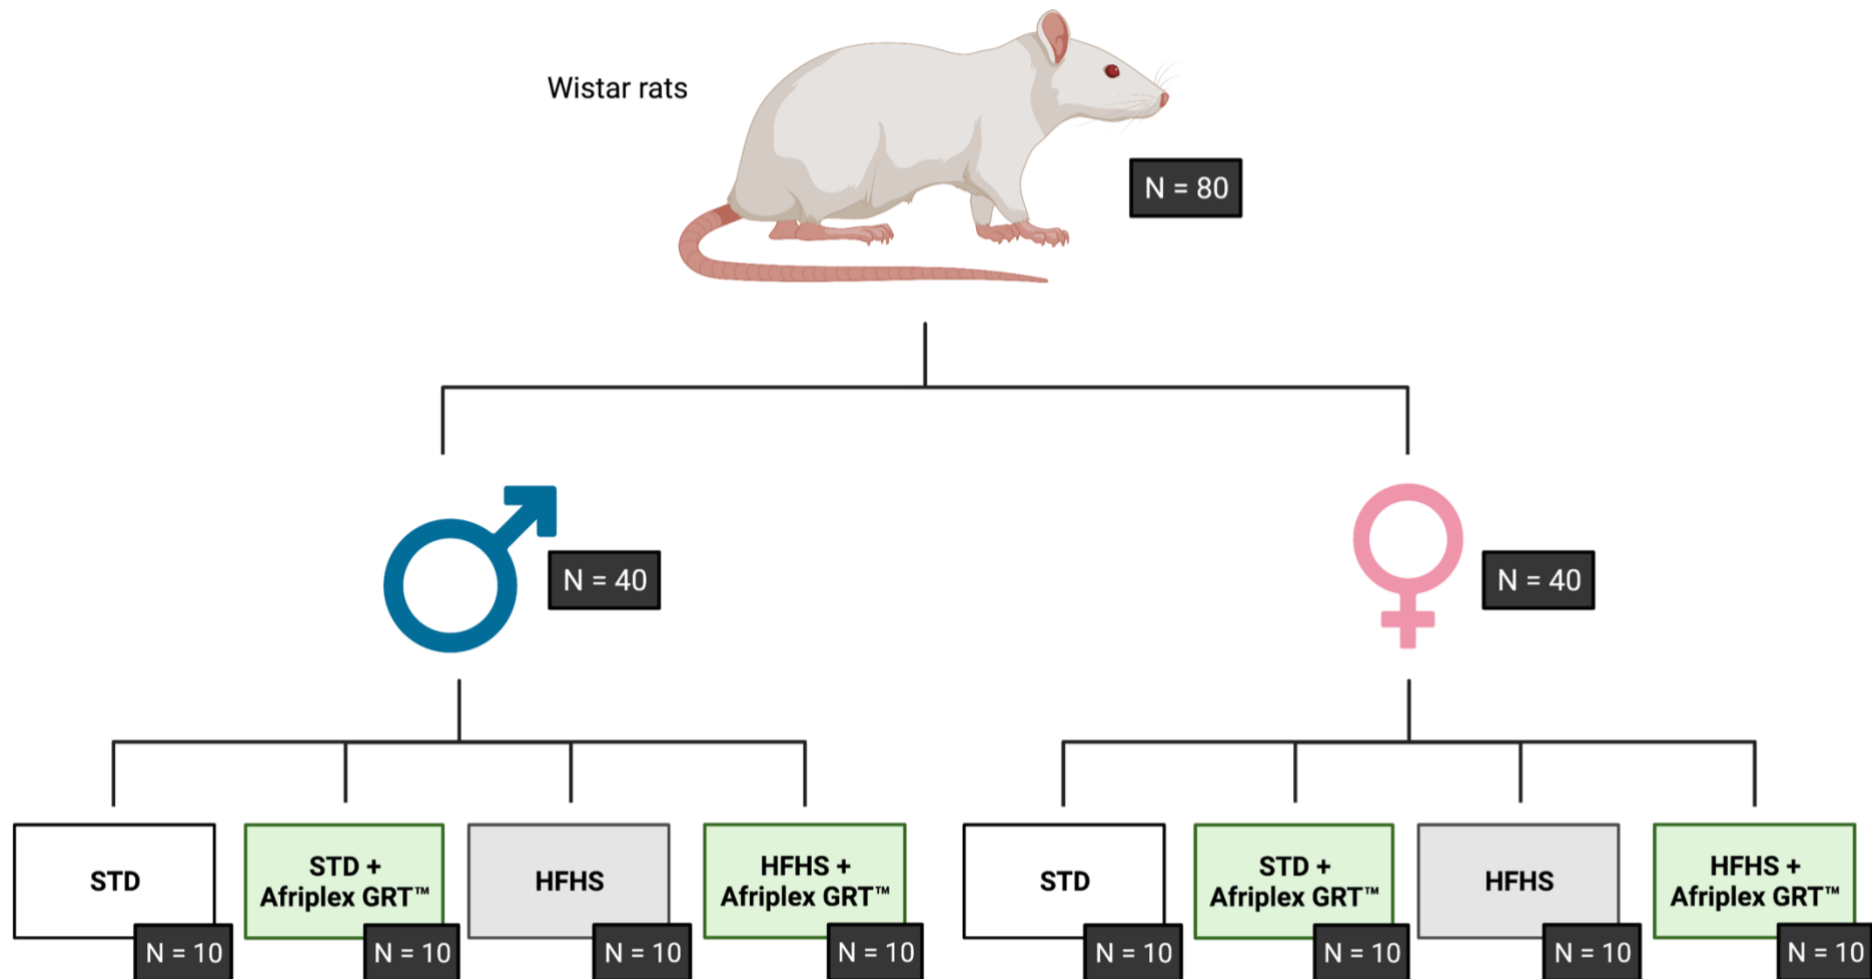 Wistar rats
N = 80
N = 40
N = 40
STD
N = 10
STD +
Afriplex GRT™
N = 10
HFHS
N = 10
HFHS +
Afriplex GRT™
N = 10
STD
N = 10
STD +
Afriplex GRT™
N = 10
HFHS
N = 10
HFHS +
Afriplex GRT™
N = 10